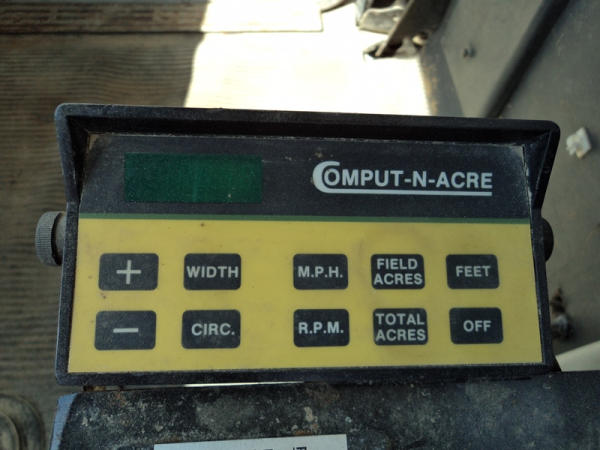 COMPUT-N-ACRE
+ WIDTH M.P.H. FIELD ACRES FEET
− CIRC. R.P.M. TOTAL ACRES OFF